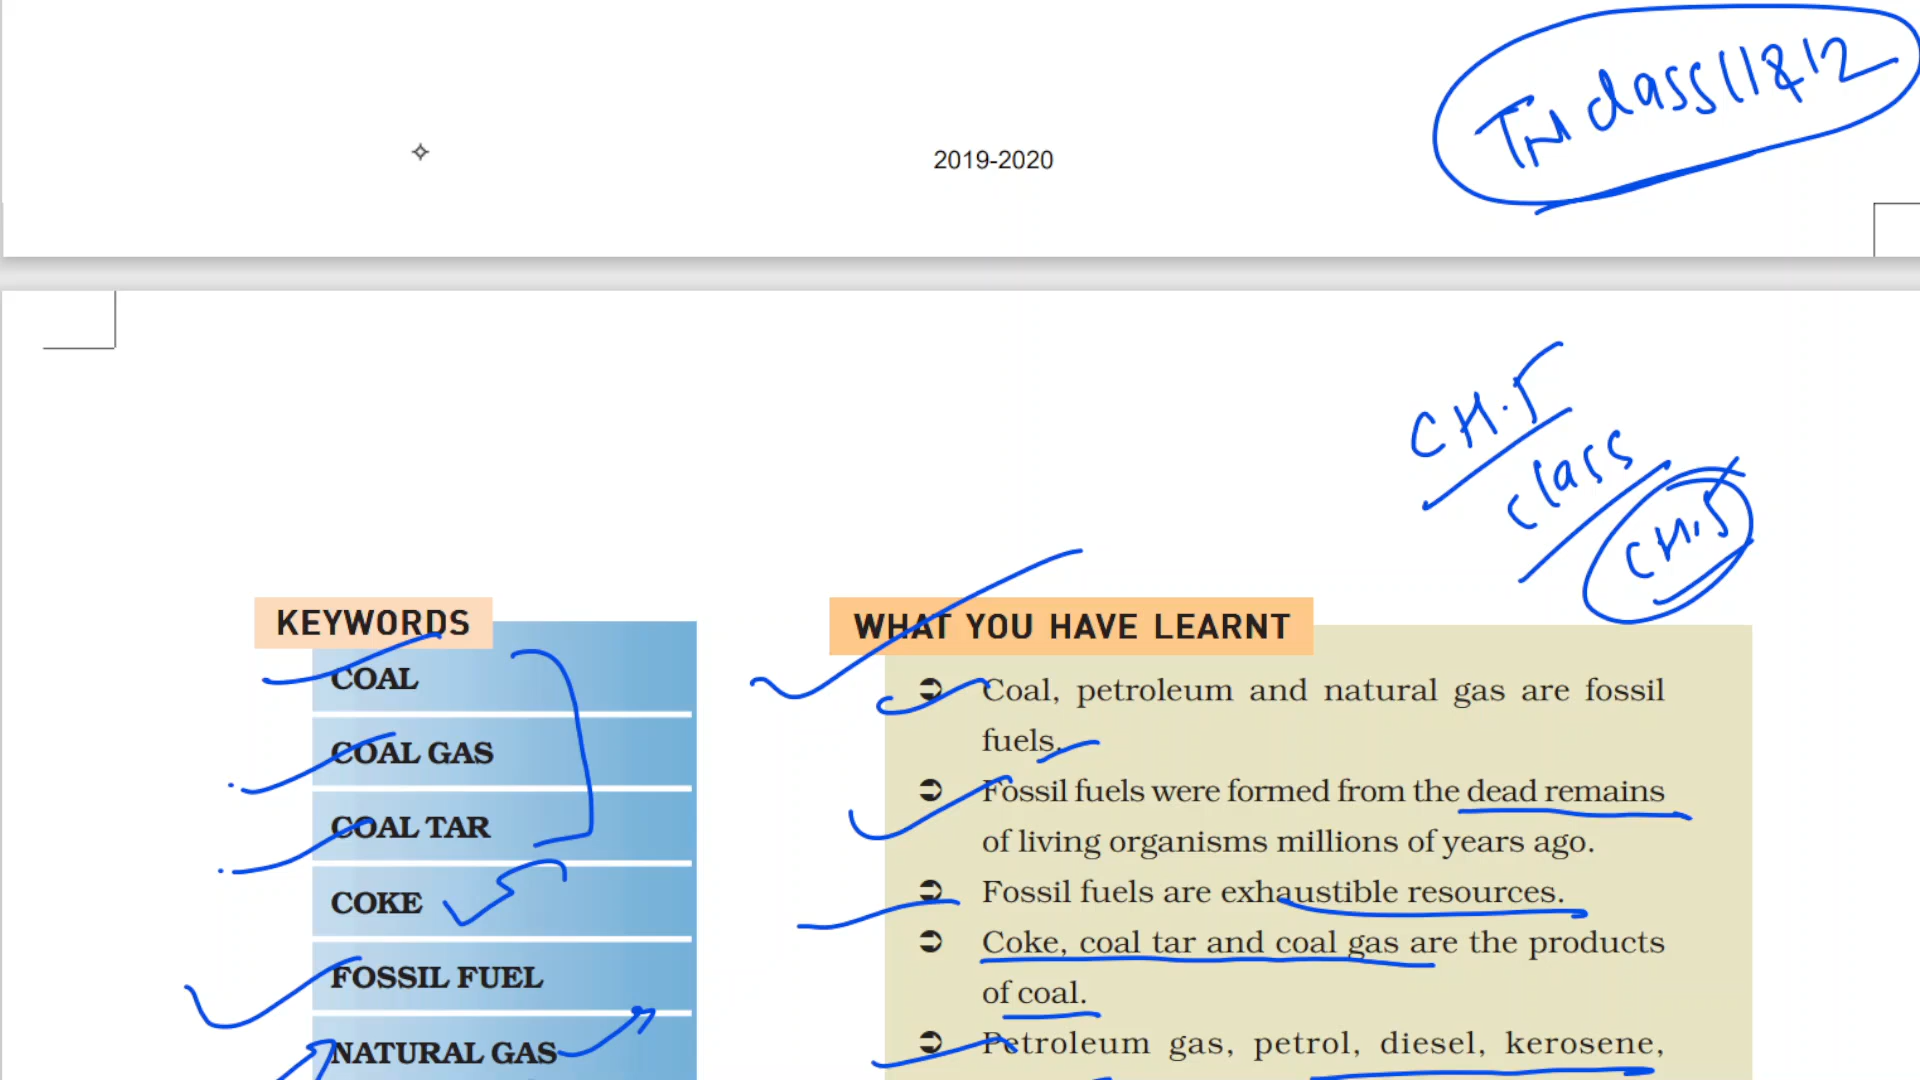 TN class 11 & 12
2019-2020
CH.5
class
CH.5
KEYWORDS
COAL
COAL GAS
COAL TAR
COKE
FOSSIL FUEL
NATURAL GAS
WHAT YOU HAVE LEARNT
Coal, petroleum and natural gas are fossil
fuels.
Fossil fuels were formed from the dead remains
of living organisms millions of years ago.
Fossil fuels are exhaustible resources.
Coke, coal tar and coal gas are the products
of coal.
Petroleum gas, petrol, diesel, kerosene,